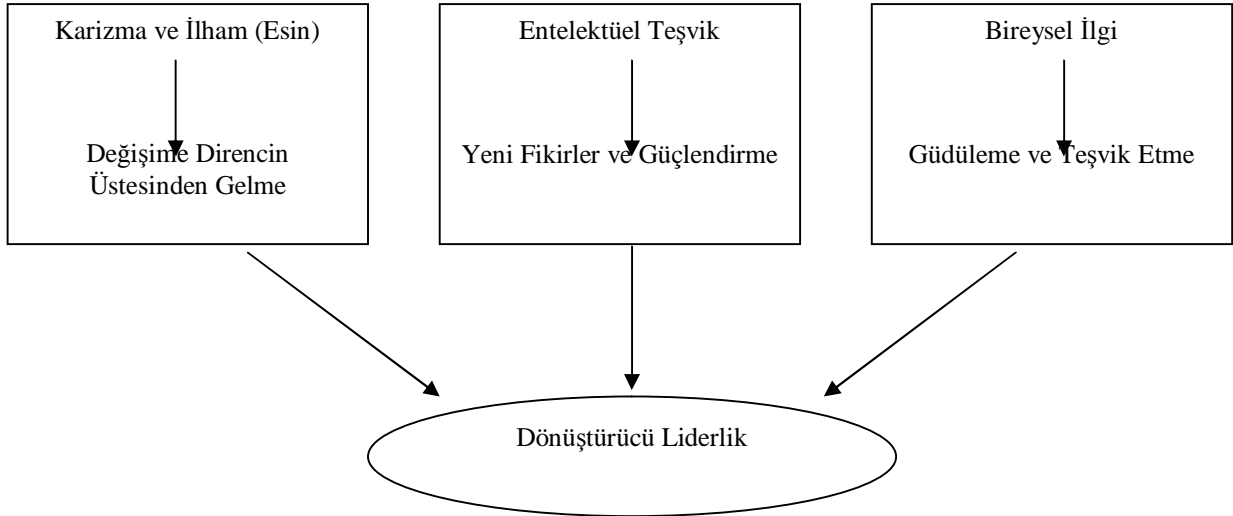 Karizma ve İlham (Esin)
Değişime Direncin
Üstesinden Gelme
Entelektüel Teşvik
Yeni Fikirler ve Güçlendirme
Bireysel İlgi
Güdüleme ve Teşvik Etme
Dönüştürücü Liderlik